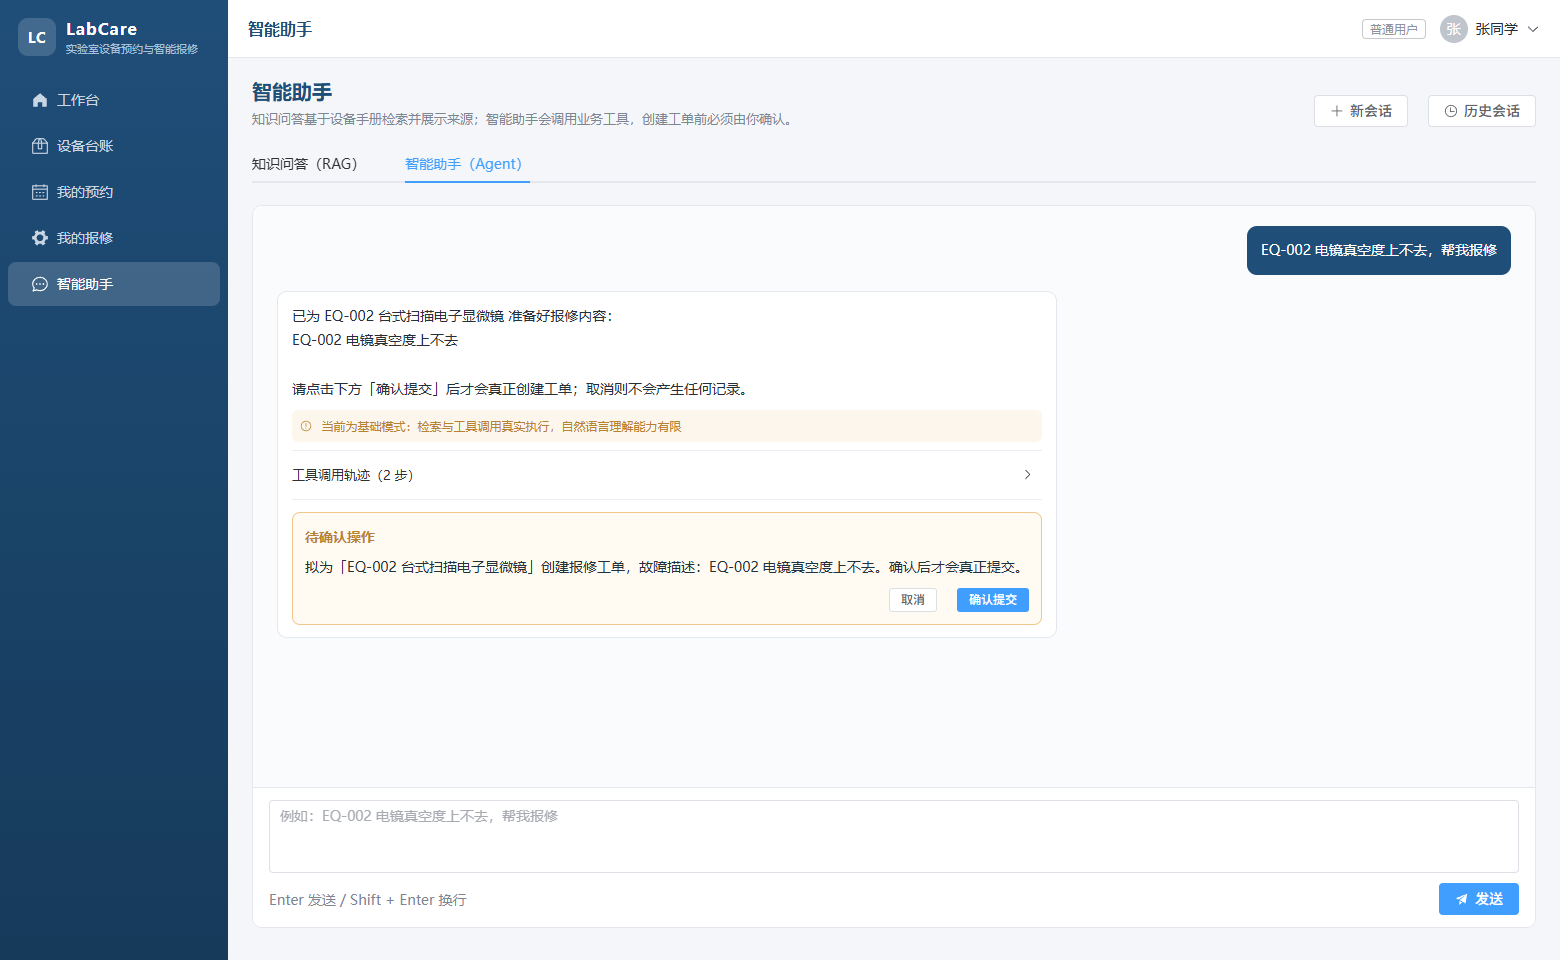 LC
LabCare
实验室设备预约与智能报修
工作台
设备台账
我的预约
我的报修
智能助手
智能助手
普通用户
张
张同学
智能助手
知识问答基于设备手册检索并展示来源；智能助手会调用业务工具，创建工单前必须由你确认。
新会话
历史会话
知识问答（RAG）
智能助手（Agent）
EQ-002 电镜真空度上不去，帮我报修
已为 EQ-002 台式扫描电子显微镜 准备好报修内容：
EQ-002 电镜真空度上不去
请点击下方「确认提交」后才会真正创建工单；取消则不会产生任何记录。
当前为基础模式：检索与工具调用真实执行，自然语言理解能力有限
工具调用轨迹（2 步）
待确认操作
拟为「EQ-002 台式扫描电子显微镜」创建报修工单，故障描述：EQ-002 电镜真空度上不去。确认后才会真正提交。
取消
确认提交
例如：EQ-002 电镜真空度上不去，帮我报修
Enter 发送 / Shift + Enter 换行
发送